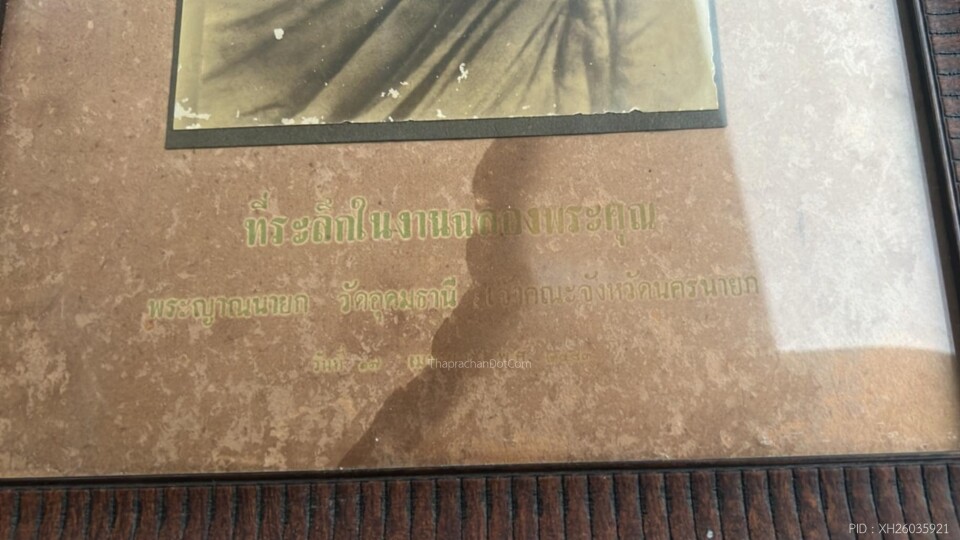 ที่ระลึกในงานฉลองพระคุณ
พระญาณนายก วัดอุดมธานี เจ้าคณะจังหวัดนครนายก
วันที่
ThaprachanDotCom
PID : XH26035921